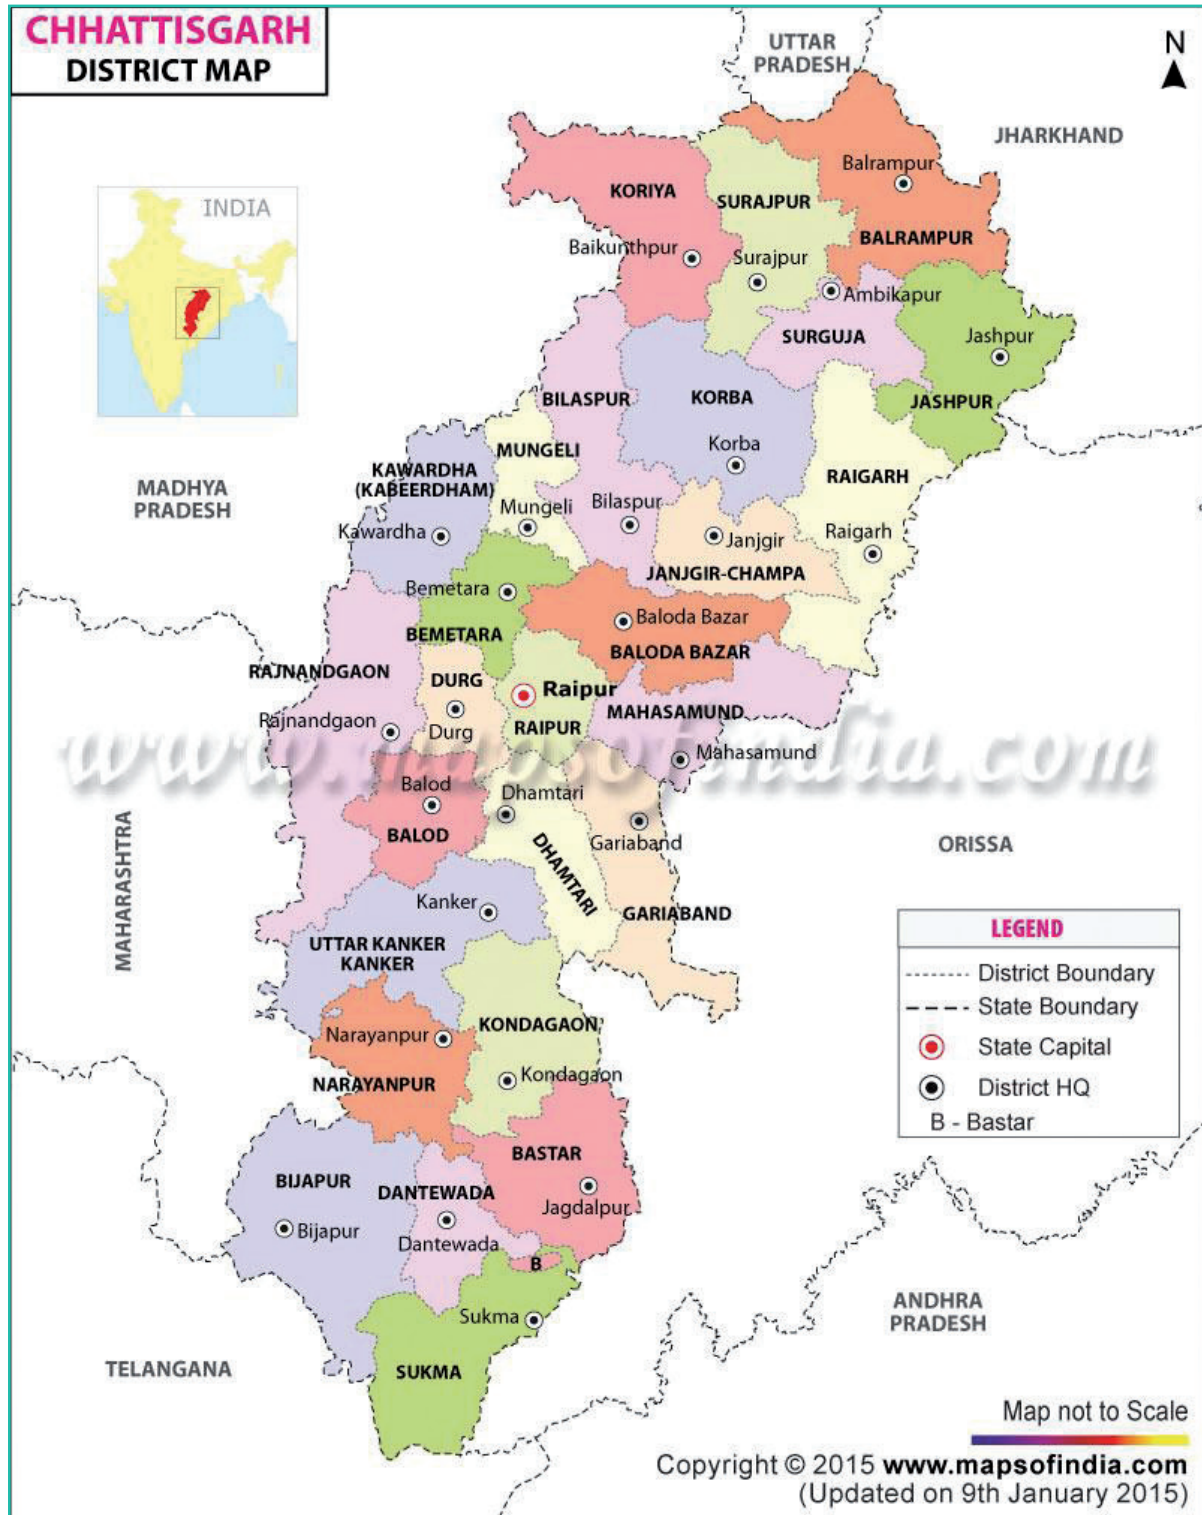 CHHATTISGARH
DISTRICT MAP
UTTAR
PRADESH
N
JHARKHAND
INDIA
Balrampur
KORIYA
SURAJPUR
BALRAMPUR
Baikunthpur
Surajpur
Ambikapur
SURGUJA
Jashpur
JASHPUR
BILASPUR
KORBA
MUNGELI
Korba
KAWARDHA
(KABEERDHAM)
RAIGARH
MADHYA
PRADESH
Mungeli
Bilaspur
Kawardha
Janjgir
Raigarh
JANJGIR-CHAMPA
Bemetara
Baloda Bazar
BEMETARA
BALODA BAZAR
RAJNANDGAON
DURG
Raipur
MAHASAMUND
Rajnandgaon
Durg
RAIPUR
Mahasamund
www.mapsofindia.com
Balod
Dhamtari
BALOD
Gariaband
DHAMTARI
MAHARASHTRA
ORISSA
Kanker
GARIABAND
UTTAR KANKER
KANKER
LEGEND
District Boundary
State Boundary
State Capital
District HQ
B - Bastar
KONDAGAON
Narayanpur
Kondagaon
NARAYANPUR
BASTAR
BIJAPUR
DANTEWADA
Jagdalpur
Bijapur
Dantewada
B
Sukma
ANDHRA
PRADESH
TELANGANA
SUKMA
Map not to Scale
Copyright © 2015 www.mapsofindia.com
(Updated on 9th January 2015)